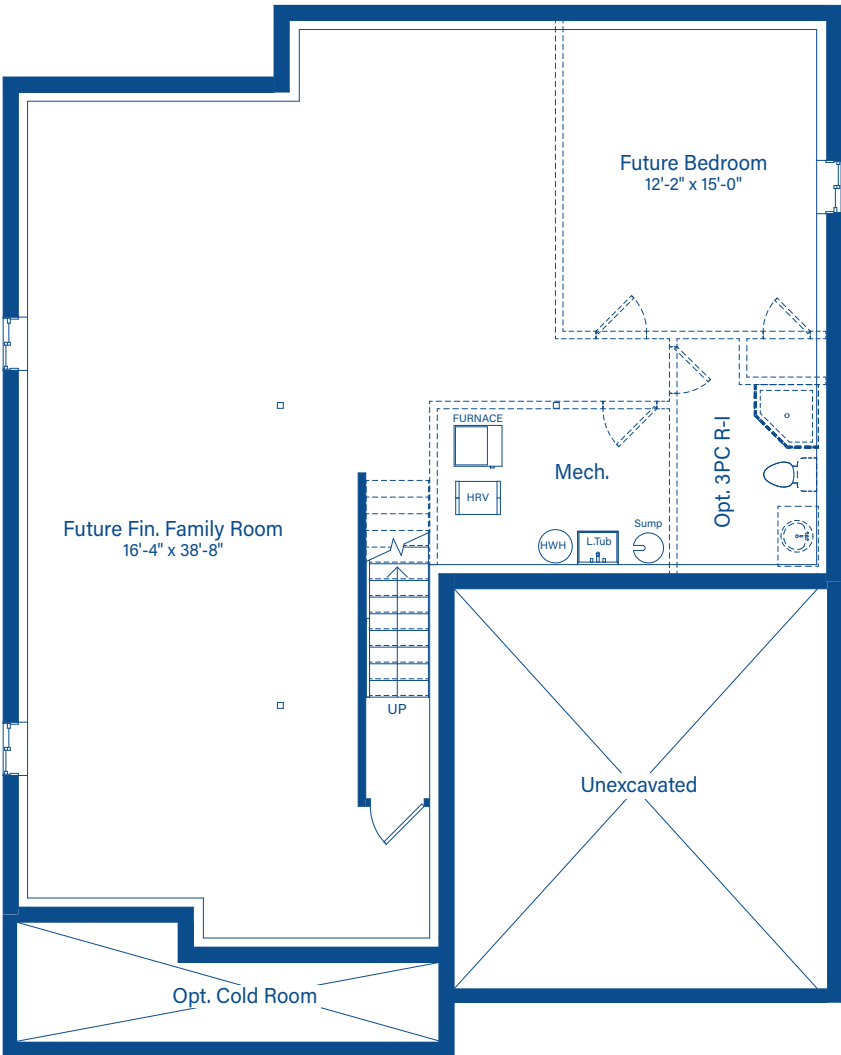 Future Bedroom
12'-2" x 15'-0"
FURNACE
Mech.
HRV
Opt. 3PC R-I
Future Fin. Family Room
16'-4" x 38'-8"
HWH
L.Tub
Sump
UP
Unexcavated
Opt. Cold Room